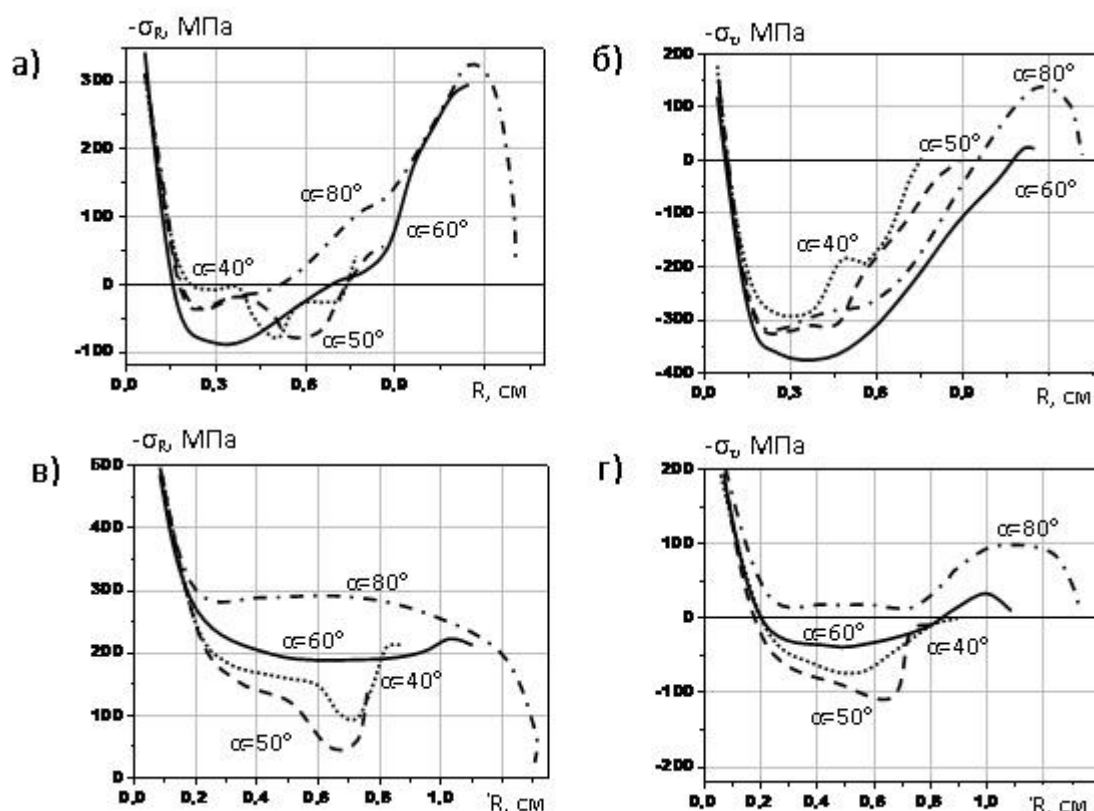 а)
-σR, МПа
300
200
100
0
-100
0,0 0,3 0,6 0,9
R, см
α=80°
α=60°
α=40°
α=50°
б)
-συ, МПа
200
100
0
-100
-200
-300
-400
0,0 0,3 0,6 0,9
R, см
α=80°
α=50°
α=60°
α=40°
в)
-σR, МПа
500
400
300
200
100
0
0,0 0,2 0,4 0,6 0,8 1,0
R, см
α=80°
α=60°
α=40°
α=50°
г)
-συ, МПа
200
100
0
-100
-200
0,0 0,2 0,4 0,6 0,8 1,0
R, см
α=80°
α=60°
α=40°
α=50°